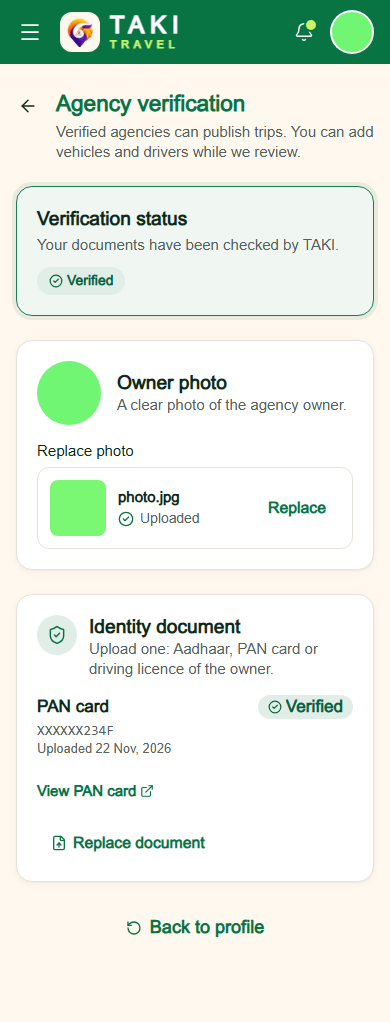 TAKI
TRAVEL
Agency verification
Verified agencies can publish trips. You can add
vehicles and drivers while we review.
Verification status
Your documents have been checked by TAKI.
Verified
Owner photo
A clear photo of the agency owner.
Replace photo
photo.jpg
Uploaded
Replace
Identity document
Upload one: Aadhaar, PAN card or
driving licence of the owner.
PAN card
Verified
XXXXXX234F
Uploaded 22 Nov, 2026
View PAN card
Replace document
Back to profile